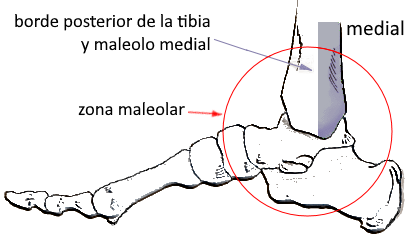 borde posterior de la tibia
y maleolo medial
medial
zona maleolar